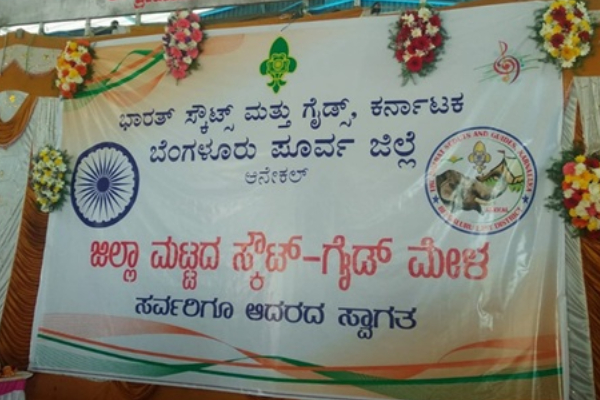 ಭಾರತ್ ಸ್ಕೌಟ್ಸ್ ಮತ್ತು ಗೈಡ್ಸ್, ಕರ್ನಾಟಕ
ಬೆಂಗಳೂರು ಪೂರ್ವ ಜಿಲ್ಲೆ
ಆನೇಕಲ್
ಜಿಲ್ಲಾ ಮಟ್ಟದ ಸ್ಕೌಟ್-ಗೈಡ್ ಮೇಳ
ಸರ್ವರಿಗೂ ಆದರದ ಸ್ವಾಗತ